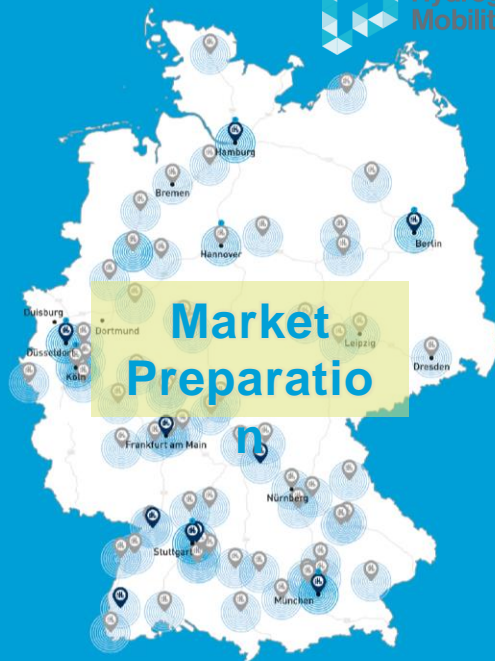 Mobilit
Hamburg
Bremen
Hannover
Berlin
Duisburg
Dortmund
Düsseldorf
Köln
Leipzig
Dresden
Market
Preparatio
n
Frankfurt am Main
Nürnberg
Stuttgart
München